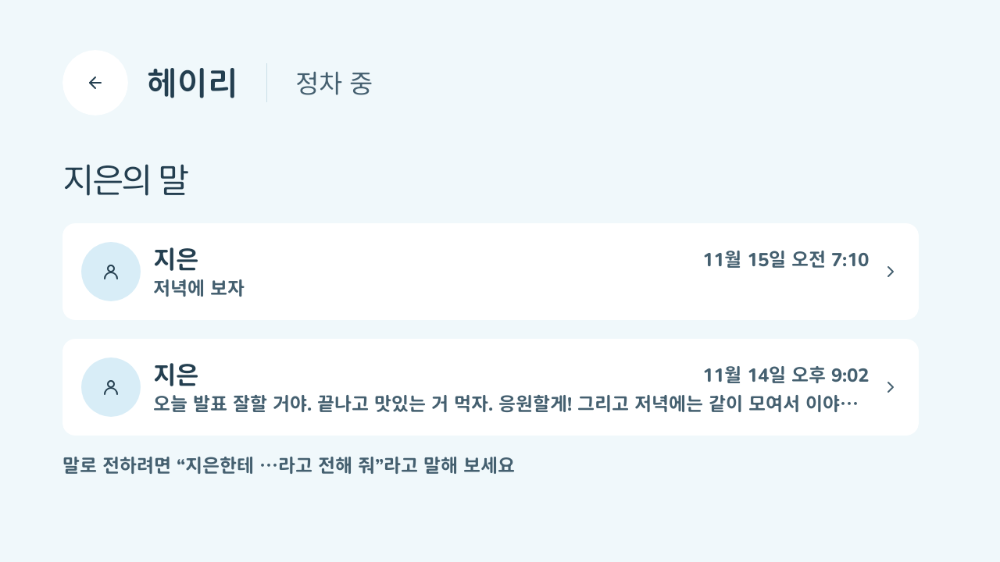 헤이리
정차 중
지은의 말
지은
11월 15일 오전 7:10
저녁에 보자
지은
11월 14일 오후 9:02
오늘 발표 잘할 거야. 끝나고 맛있는 거 먹자. 응원할게! 그리고 저녁에는 같이 모여서 이야…
말로 전하려면 “지은한테 …라고 전해 줘”라고 말해 보세요